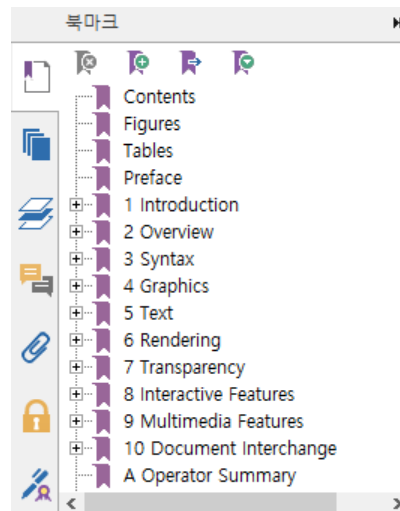 북마크
Contents
Figures
Tables
Preface
1 Introduction
2 Overview
3 Syntax
4 Graphics
5 Text
6 Rendering
7 Transparency
8 Interactive Features
9 Multimedia Features
10 Document Interchange
A Operator Summary